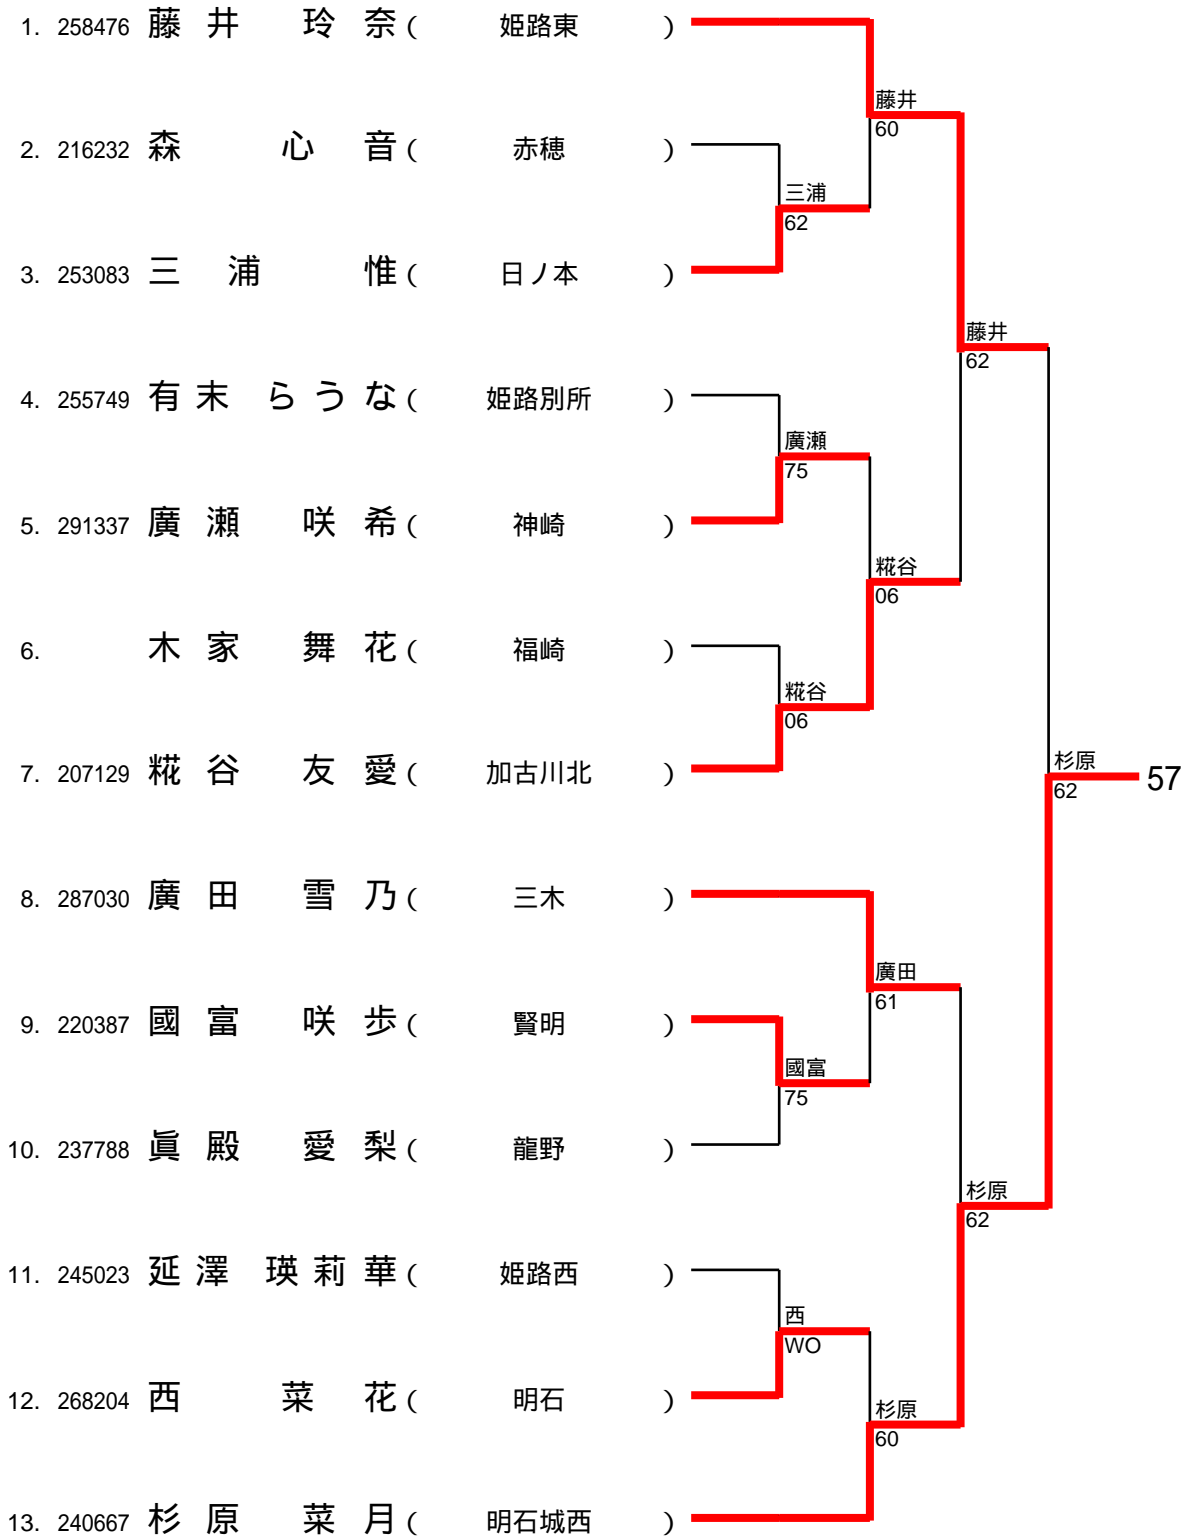 1. 258476 藤井 玲奈 ( 姫路東 )
藤井
60
2. 216232 森 心音 ( 赤穂 )
三浦
62
3. 253083 三浦 惟 ( 日ノ本 )
藤井
62
4. 255749 有末 らうな ( 姫路別所 )
廣瀬
75
5. 291337 廣瀬 咲希 ( 神崎 )
糀谷
06
6. 木家 舞花 ( 福崎 )
糀谷
06
7. 207129 糀谷 友愛 ( 加古川北 )
杉原
62
57
8. 287030 廣田 雪乃 ( 三木 )
廣田
61
9. 220387 國富 咲歩 ( 賢明 )
國富
75
10. 237788 眞殿 愛梨 ( 龍野 )
杉原
62
11. 245023 延澤 瑛莉華 ( 姫路西 )
西
WO
12. 268204 西 菜花 ( 明石 )
杉原
60
13. 240667 杉原 菜月 ( 明石城西 )